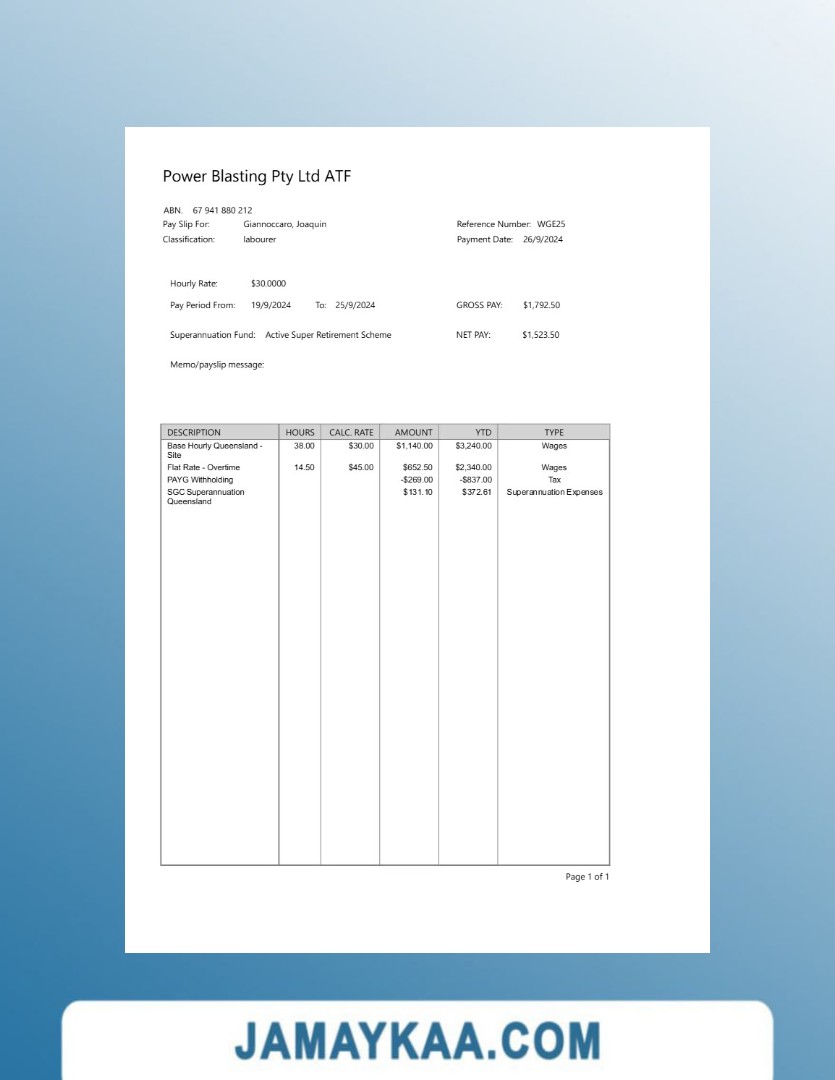 Power Blasting Pty Ltd ATF
ABN. 67 941 880 212
Pay Slip For: Giannoccaro, Joaquin Reference Number: WGE25
Classification: labourer Payment Date: 26/9/2024
Hourly Rate: $30.0000
Pay Period From: 19/9/2024 To: 25/9/2024 GROSS PAY: $1,792.50
Superannuation Fund: Active Super Retirement Scheme NET PAY: $1,523.50
Memo/payslip message:
DESCRIPTION HOURS CALC. RATE AMOUNT YTD TYPE
Base Hourly Queensland - 38.00 $30.00 $1,140.00 $3,240.00 Wages
Site
Flat Rate - Overtime 14.50 $45.00 $652.50 $2,340.00 Wages
PAYG Withholding -$269.00 -$837.00 Tax
SGC Superannuation $131.10 $372.61 Superannuation Expenses
Queensland
Page 1 of 1
JAMAYKAA.COM